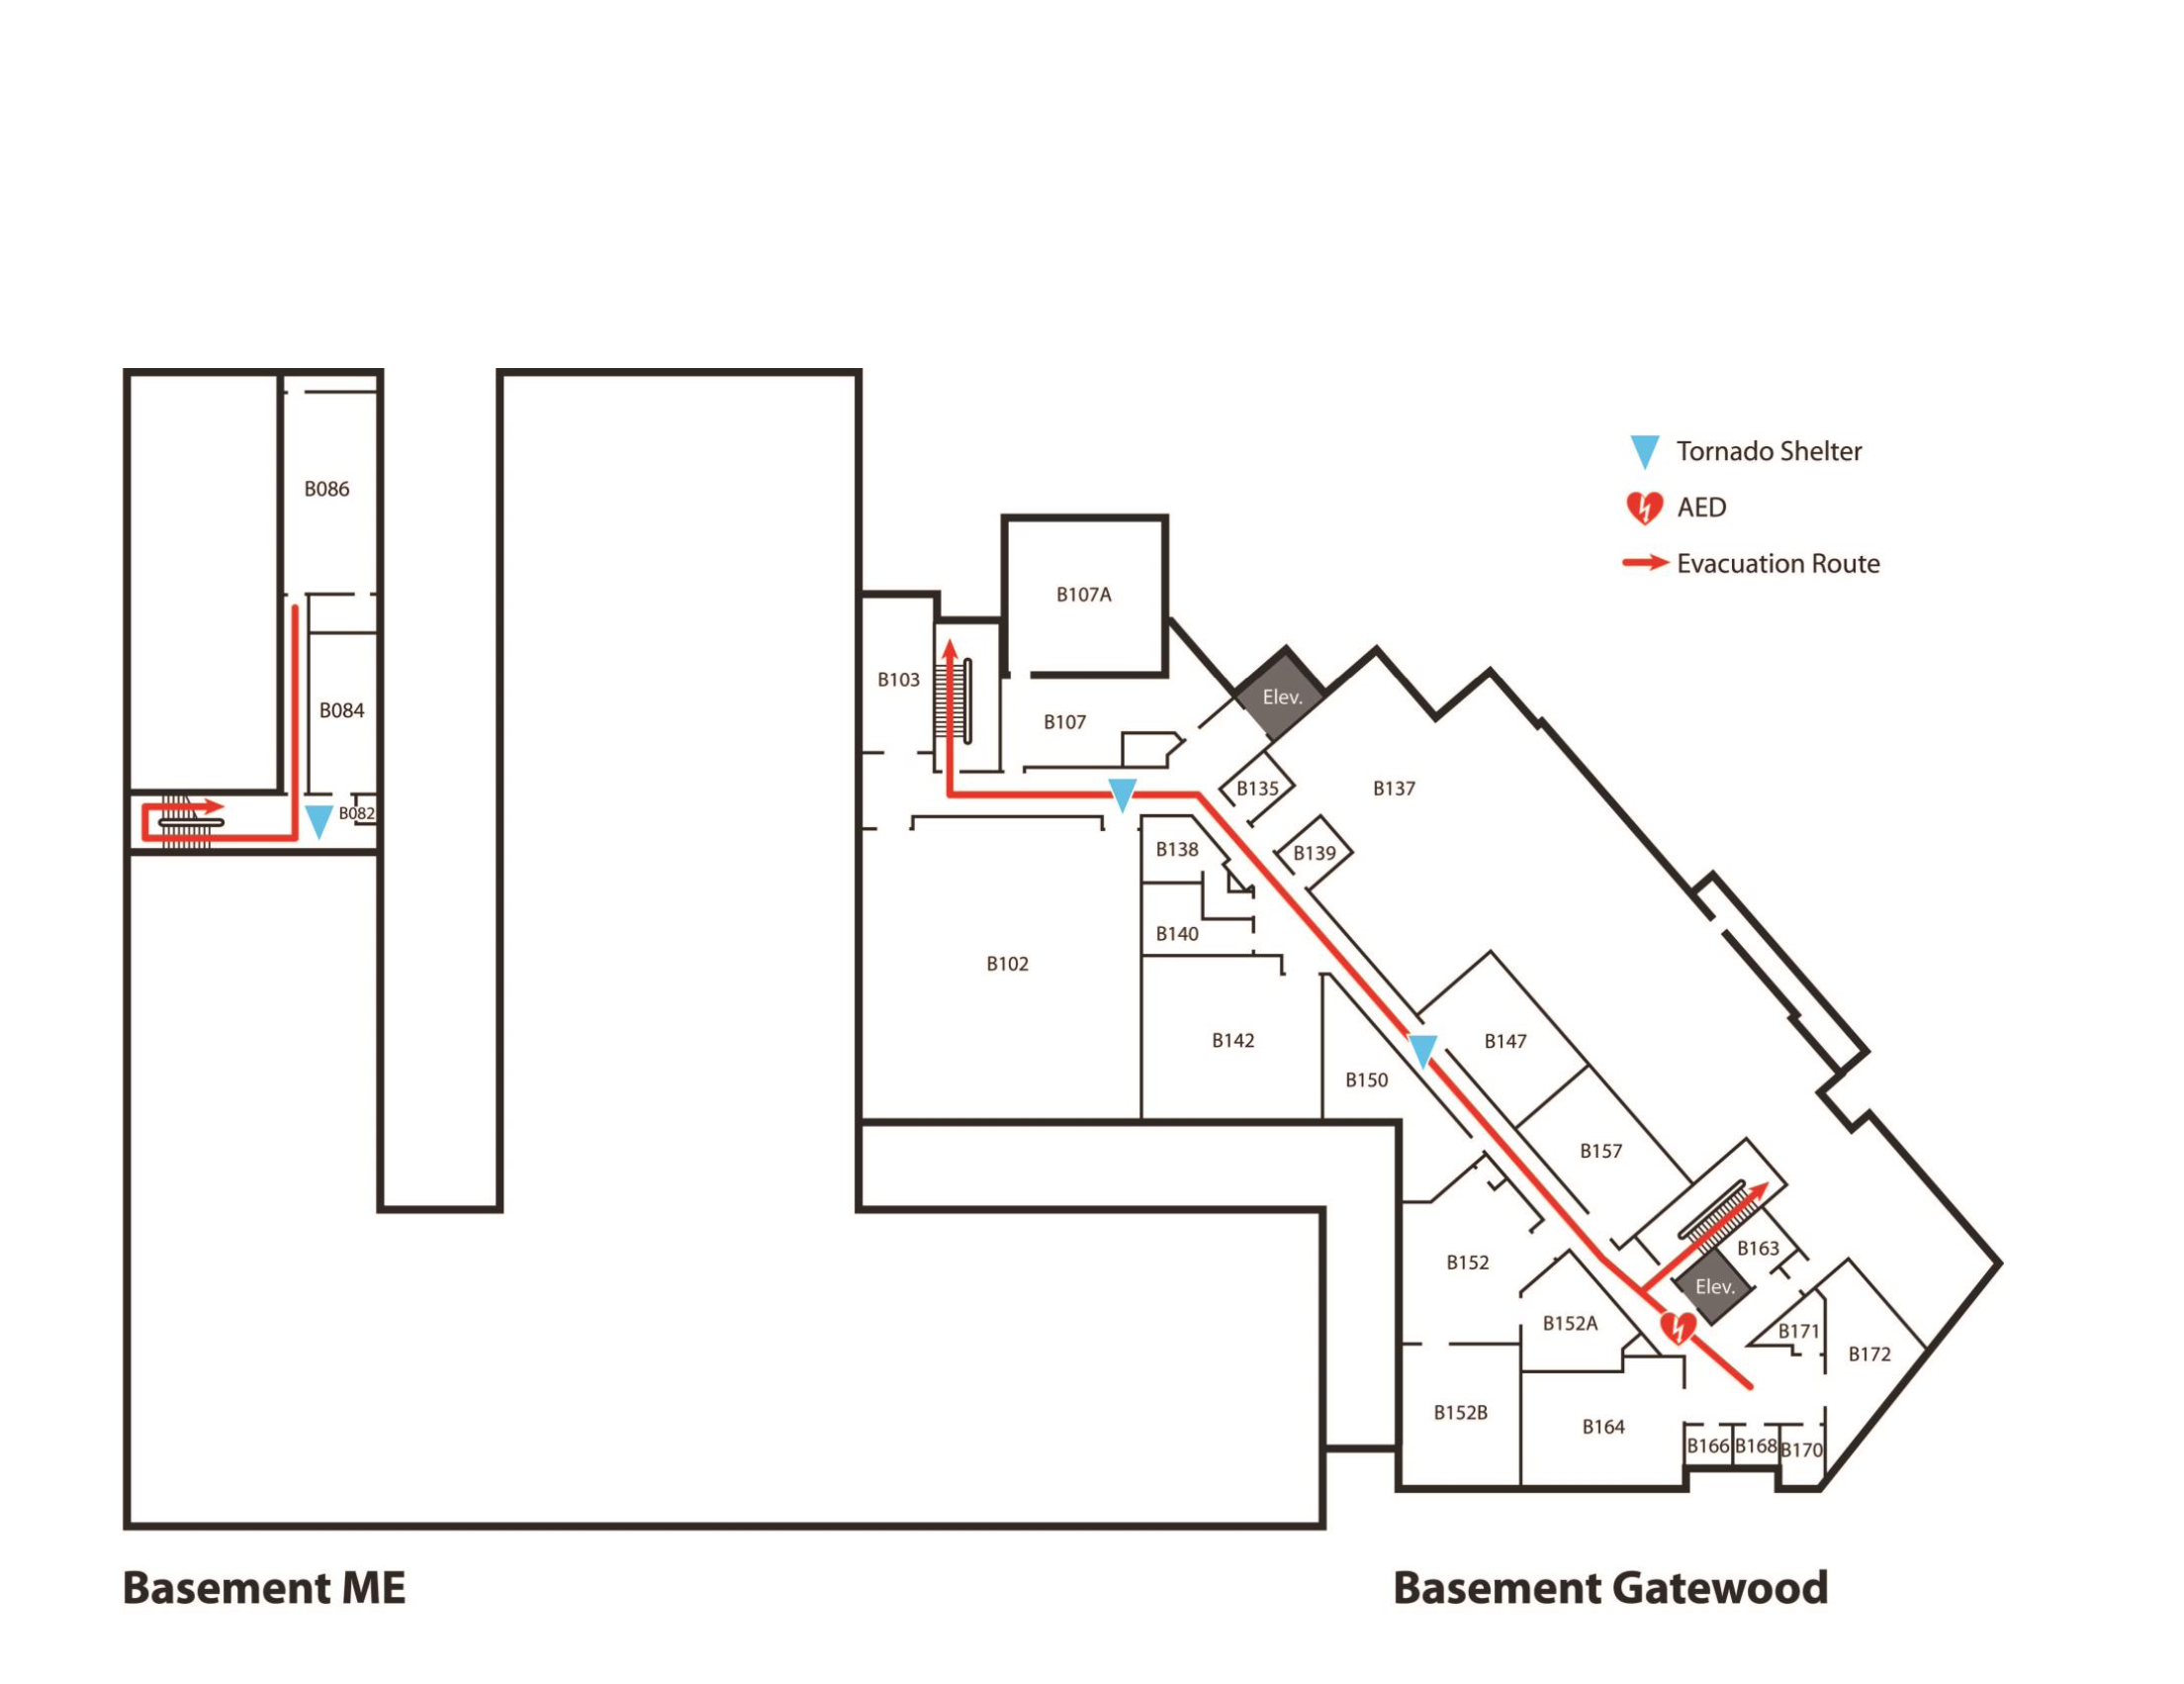 Tornado Shelter
AED
Evacuation Route
B086
B107A
B103
Elev.
B084
B107
B135
B137
B082
B138
B139
B140
B102
B142
B147
B150
B157
B163
B152
Elev.
B152A
B171
B172
B152B
B164
B166
B168
B170
Basement ME
Basement Gatewood